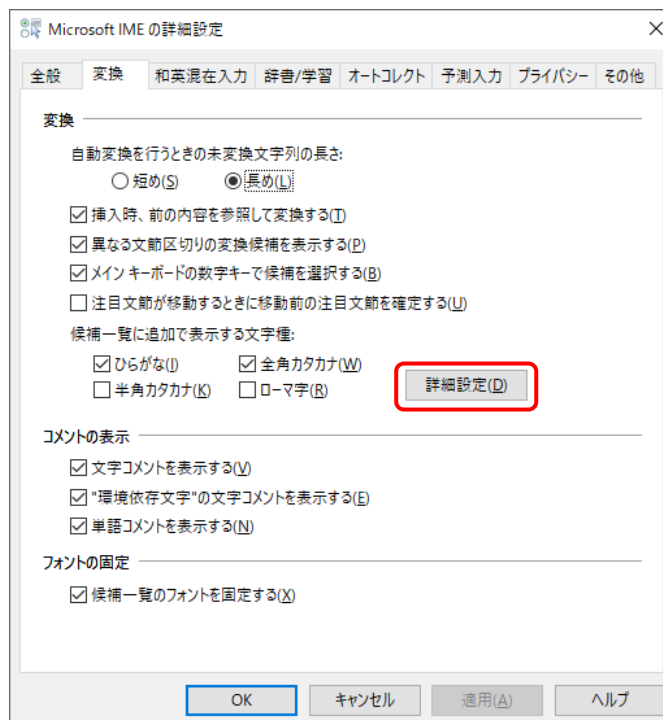 Microsoft IME の詳細設定
全般 変換 和英混在入力 辞書/学習 オートコレクト 予測入力 プライバシー その他
変換
自動変換を行うときの未変換文字列の長さ:
短め(S) 長め(L)
挿入時、前の内容を参照して変換する(T)
異なる文節区切りの変換候補を表示する(P)
メイン キーボードの数字キーで候補を選択する(B)
注目文節が移動するときに移動前の注目文節を確定する(U)
候補一覧に追加で表示する文字種:
ひらがな(I) 全角カタカナ(W)
半角カタカナ(K) ローマ字(R) 詳細設定(D)
コメントの表示
文字コメントを表示する(V)
"環境依存文字"の文字コメントを表示する(E)
単語コメントを表示する(N)
フォントの固定
候補一覧のフォントを固定する(X)
OK キャンセル 適用(A) ヘルプ